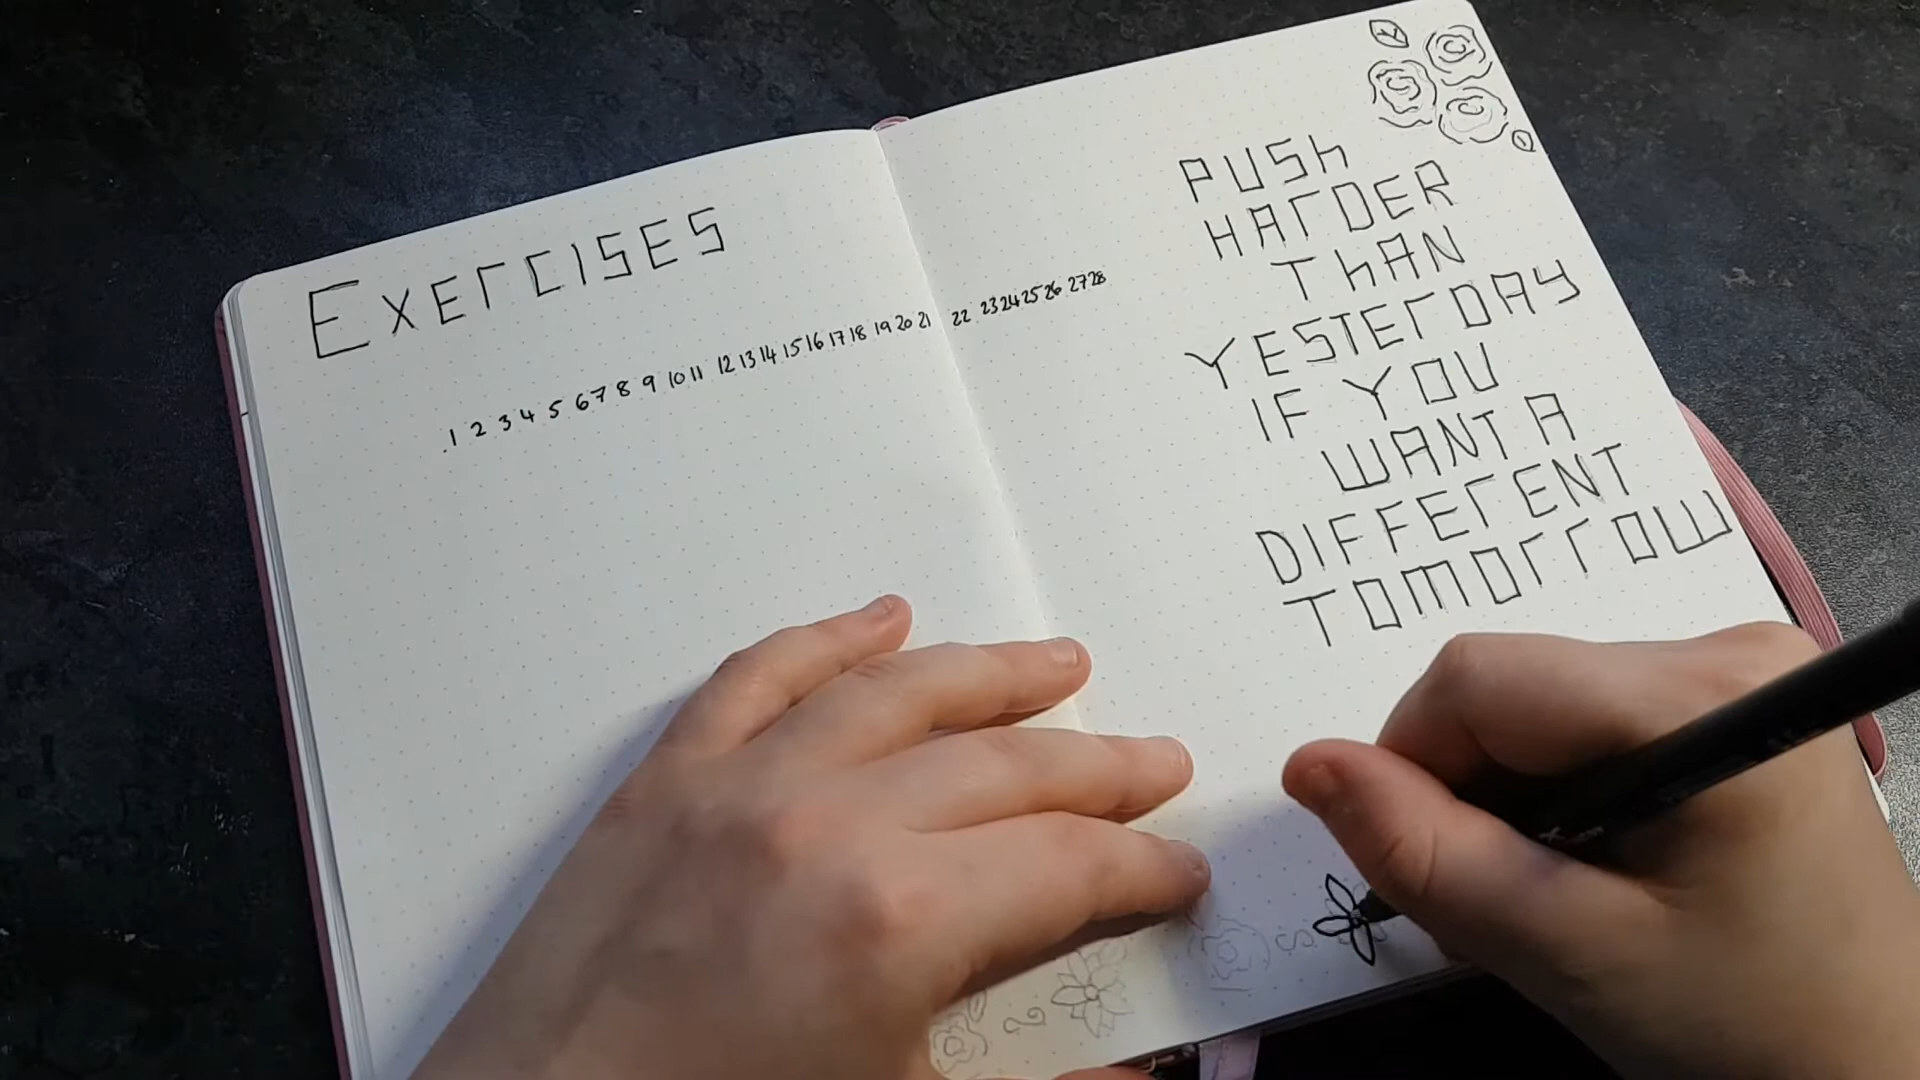 ExErCISES
1 2 3 4 5 6 7 8 9 10 11 12 13 14 15 16 17 18 19 20 21 22 23 24 25 26 27 28
PUSh
HArDER
ThAN
YESTErDAY
IF YOU
WANT A
DIFFErENT
TOMOrrOW